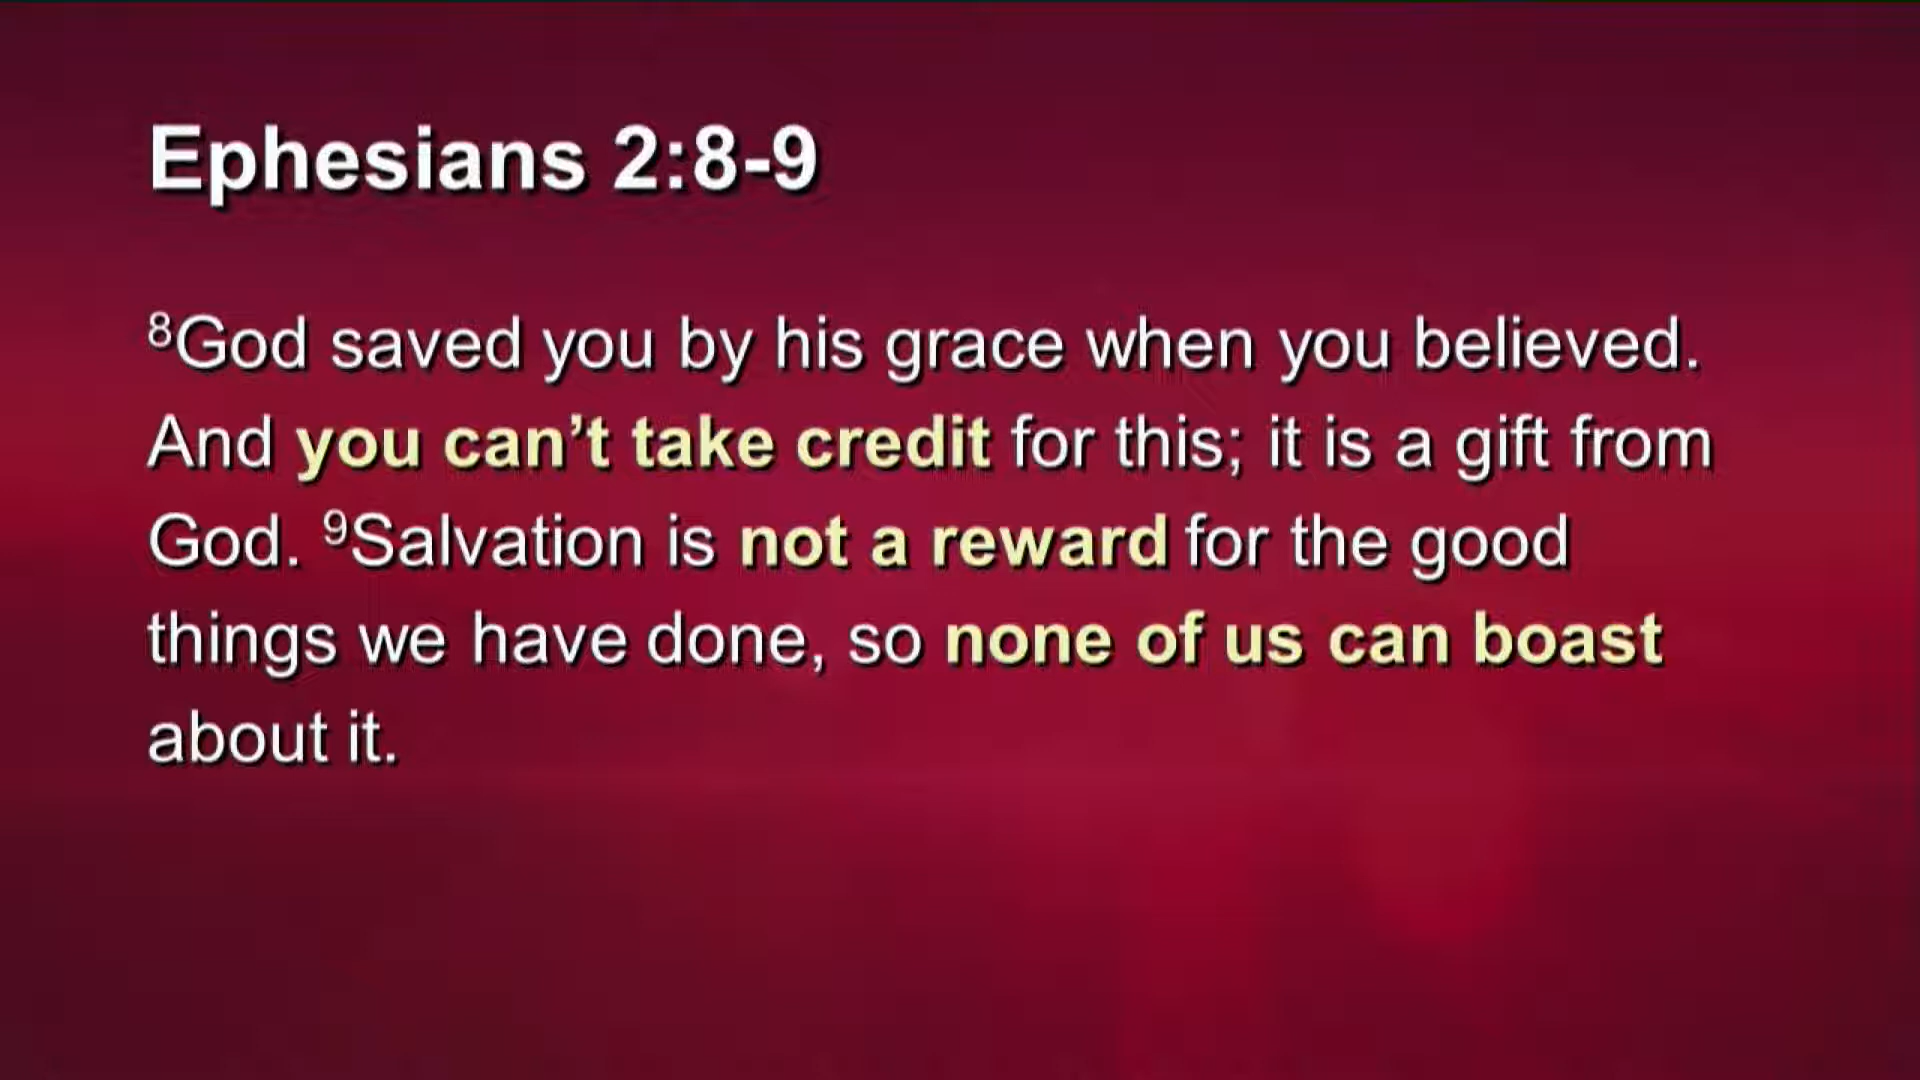 Ephesians 2:8-9
⁸God saved you by his grace when you believed.
And you can’t take credit for this; it is a gift from
God. ⁹Salvation is not a reward for the good
things we have done, so none of us can boast
about it.